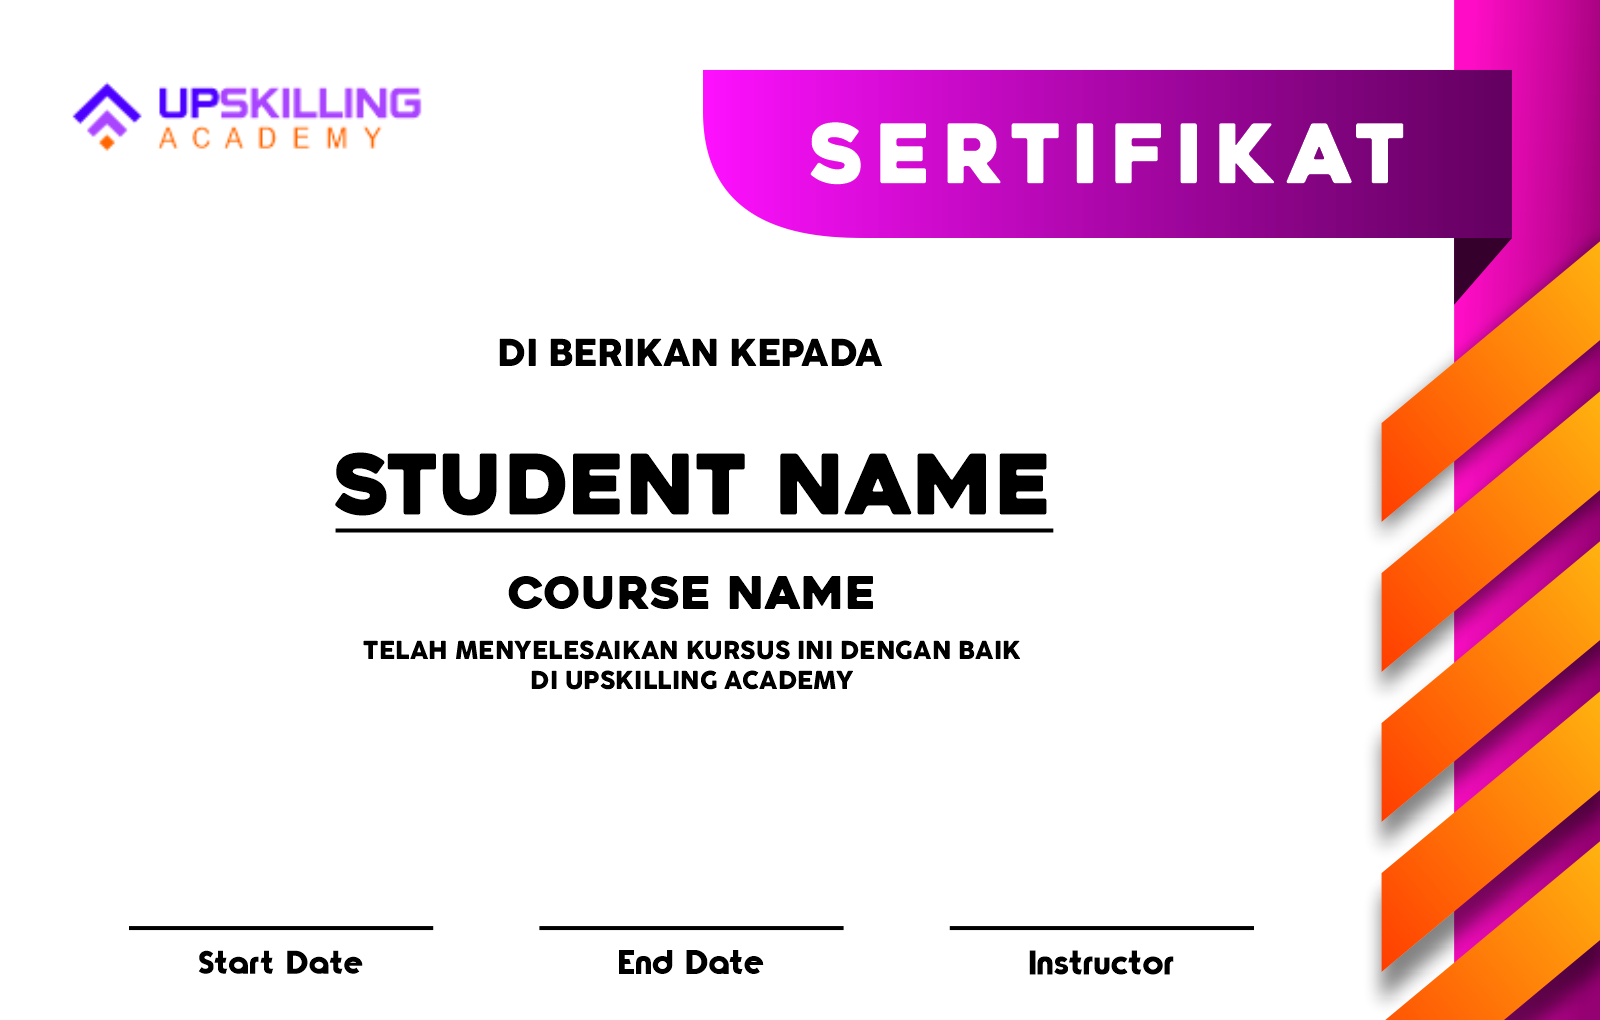 UPSKILLING
ACADEMY
SERTIFIKAT
DI BERIKAN KEPADA
STUDENT NAME
COURSE NAME
TELAH MENYELESAIKAN KURSUS INI DENGAN BAIK
DI UPSKILLING ACADEMY
Start Date
End Date
Instructor